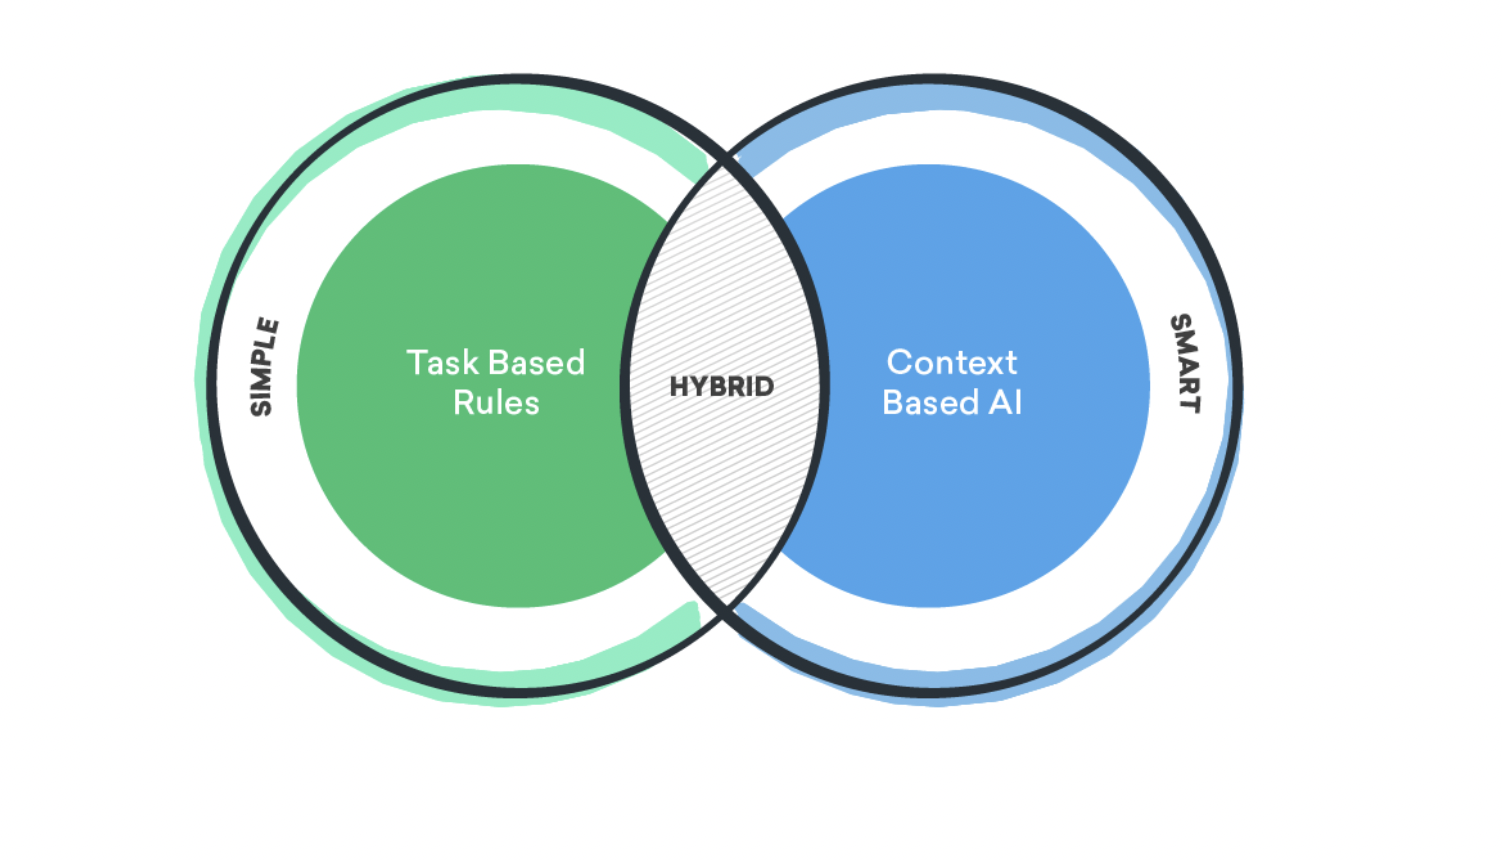 SIMPLE
Task Based
Rules
HYBRID
Context
Based AI
SMART